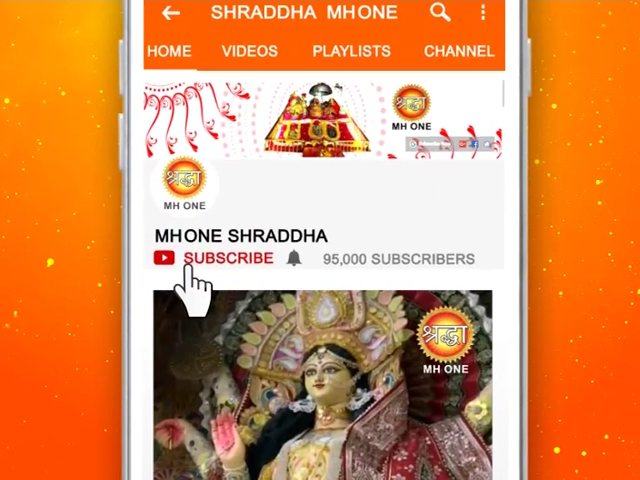 SHRADDHA MHONE
HOME VIDEOS PLAYLISTS CHANNEL
श्रद्धा
MH ONE
श्रद्धा
MH ONE
MHONE SHRADDHA
SUBSCRIBE 95,000 SUBSCRIBERS
श्रद्धा
MH ONE